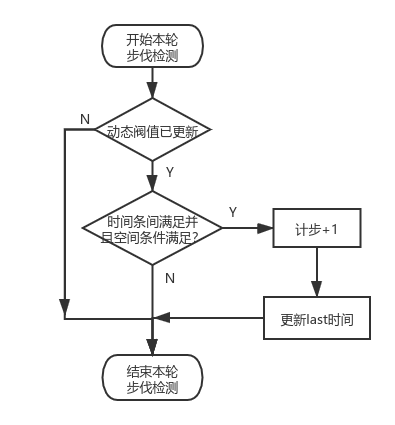 开始本轮
步伐检测
N
动态阀值已更新
Y
时间条间满足并
且空间条件满足?
Y
计步+1
N
更新last时间
结束本轮
步伐检测